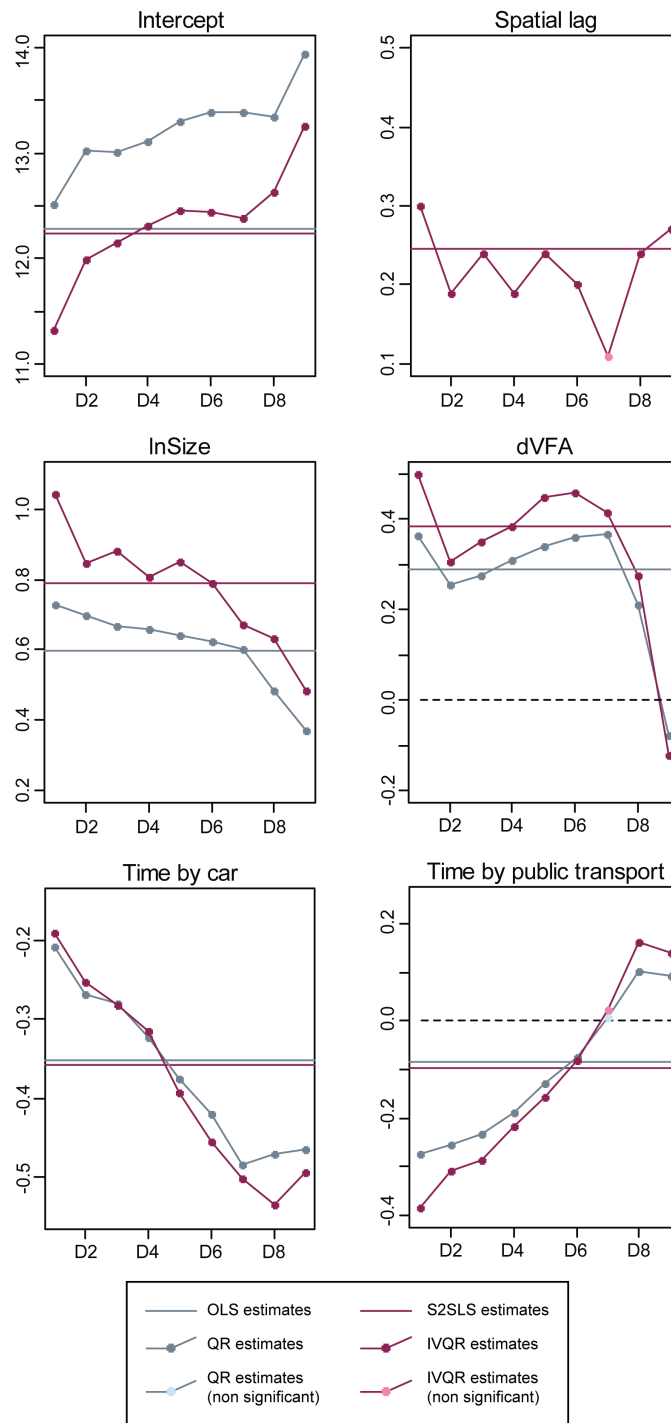 Intercept
14.0
13.0
12.0
11.0
D2 D4 D6 D8
Spatial lag
0.5
0.4
0.3
0.2
0.1
D2 D4 D6 D8
lnSize
1.0
0.8
0.6
0.4
0.2
D2 D4 D6 D8
dVFA
0.4
0.2
0.0
-0.2
D2 D4 D6 D8
Time by car
-0.2
-0.3
-0.4
-0.5
D2 D4 D6 D8
Time by public transport
0.2
0.0
-0.2
-0.4
D2 D4 D6 D8
OLS estimates
S2SLS estimates
QR estimates
IVQR estimates
QR estimates
(non significant)
IVQR estimates
(non significant)